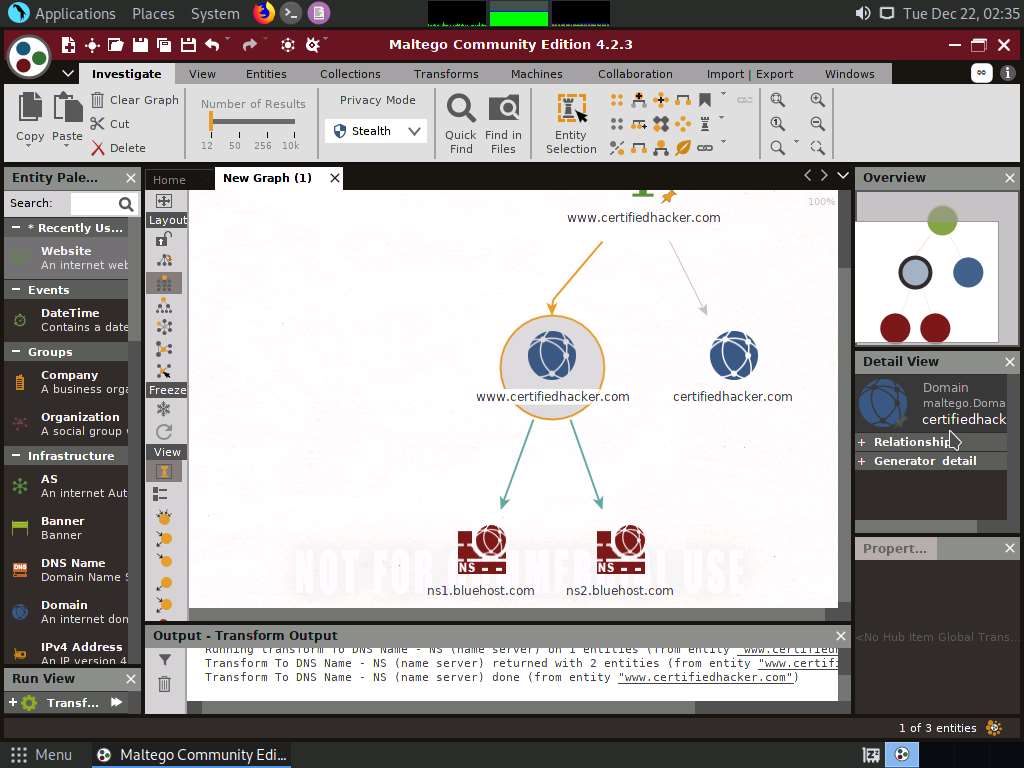 Applications Places System Tue Dec 22, 02:35
Maltego Community Edition 4.2.3
Investigate View Entities Collections Transforms Machines Collaboration Import | Export Windows
Copy Paste Clear Graph
Cut
Delete
Number of Results
12 50 256 10k
Privacy Mode
Stealth
Quick Find
Find in Files
Entity Selection
Entity Pale...
Search:
* Recently Us...
Website
An internet web
Events
DateTime
Contains a date
Groups
Company
A business orga
Organization
A social group
Infrastructure
AS
An internet Aut
Banner
Banner
DNS Name
Domain Name S
Domain
An internet don
IPv4 Address
An IP version 4
Run View
Transf...
Home New Graph (1)
Layout
Freeze
View
100%
www.certifiedhacker.com
www.certifiedhacker.com certifiedhacker.com
NS NS
NOT FOR COMMERCIAL USE
ns1.bluehost.com ns2.bluehost.com
Output - Transform Output
Running transform To DNS Name - NS (name server) on 1 entities (from entity "www.certified
Transform To DNS Name - NS (name server) returned with 2 entities (from entity "www.certifi
Transform To DNS Name - NS (name server) done (from entity "www.certifiedhacker.com")
Overview
Detail View
Domain
maltego.Doma
certifiedhack
+ Relationship
+ Generator detail
Propert...
<No Hub Item Global Trans...
1 of 3 entities
Menu Maltego Community Edi...